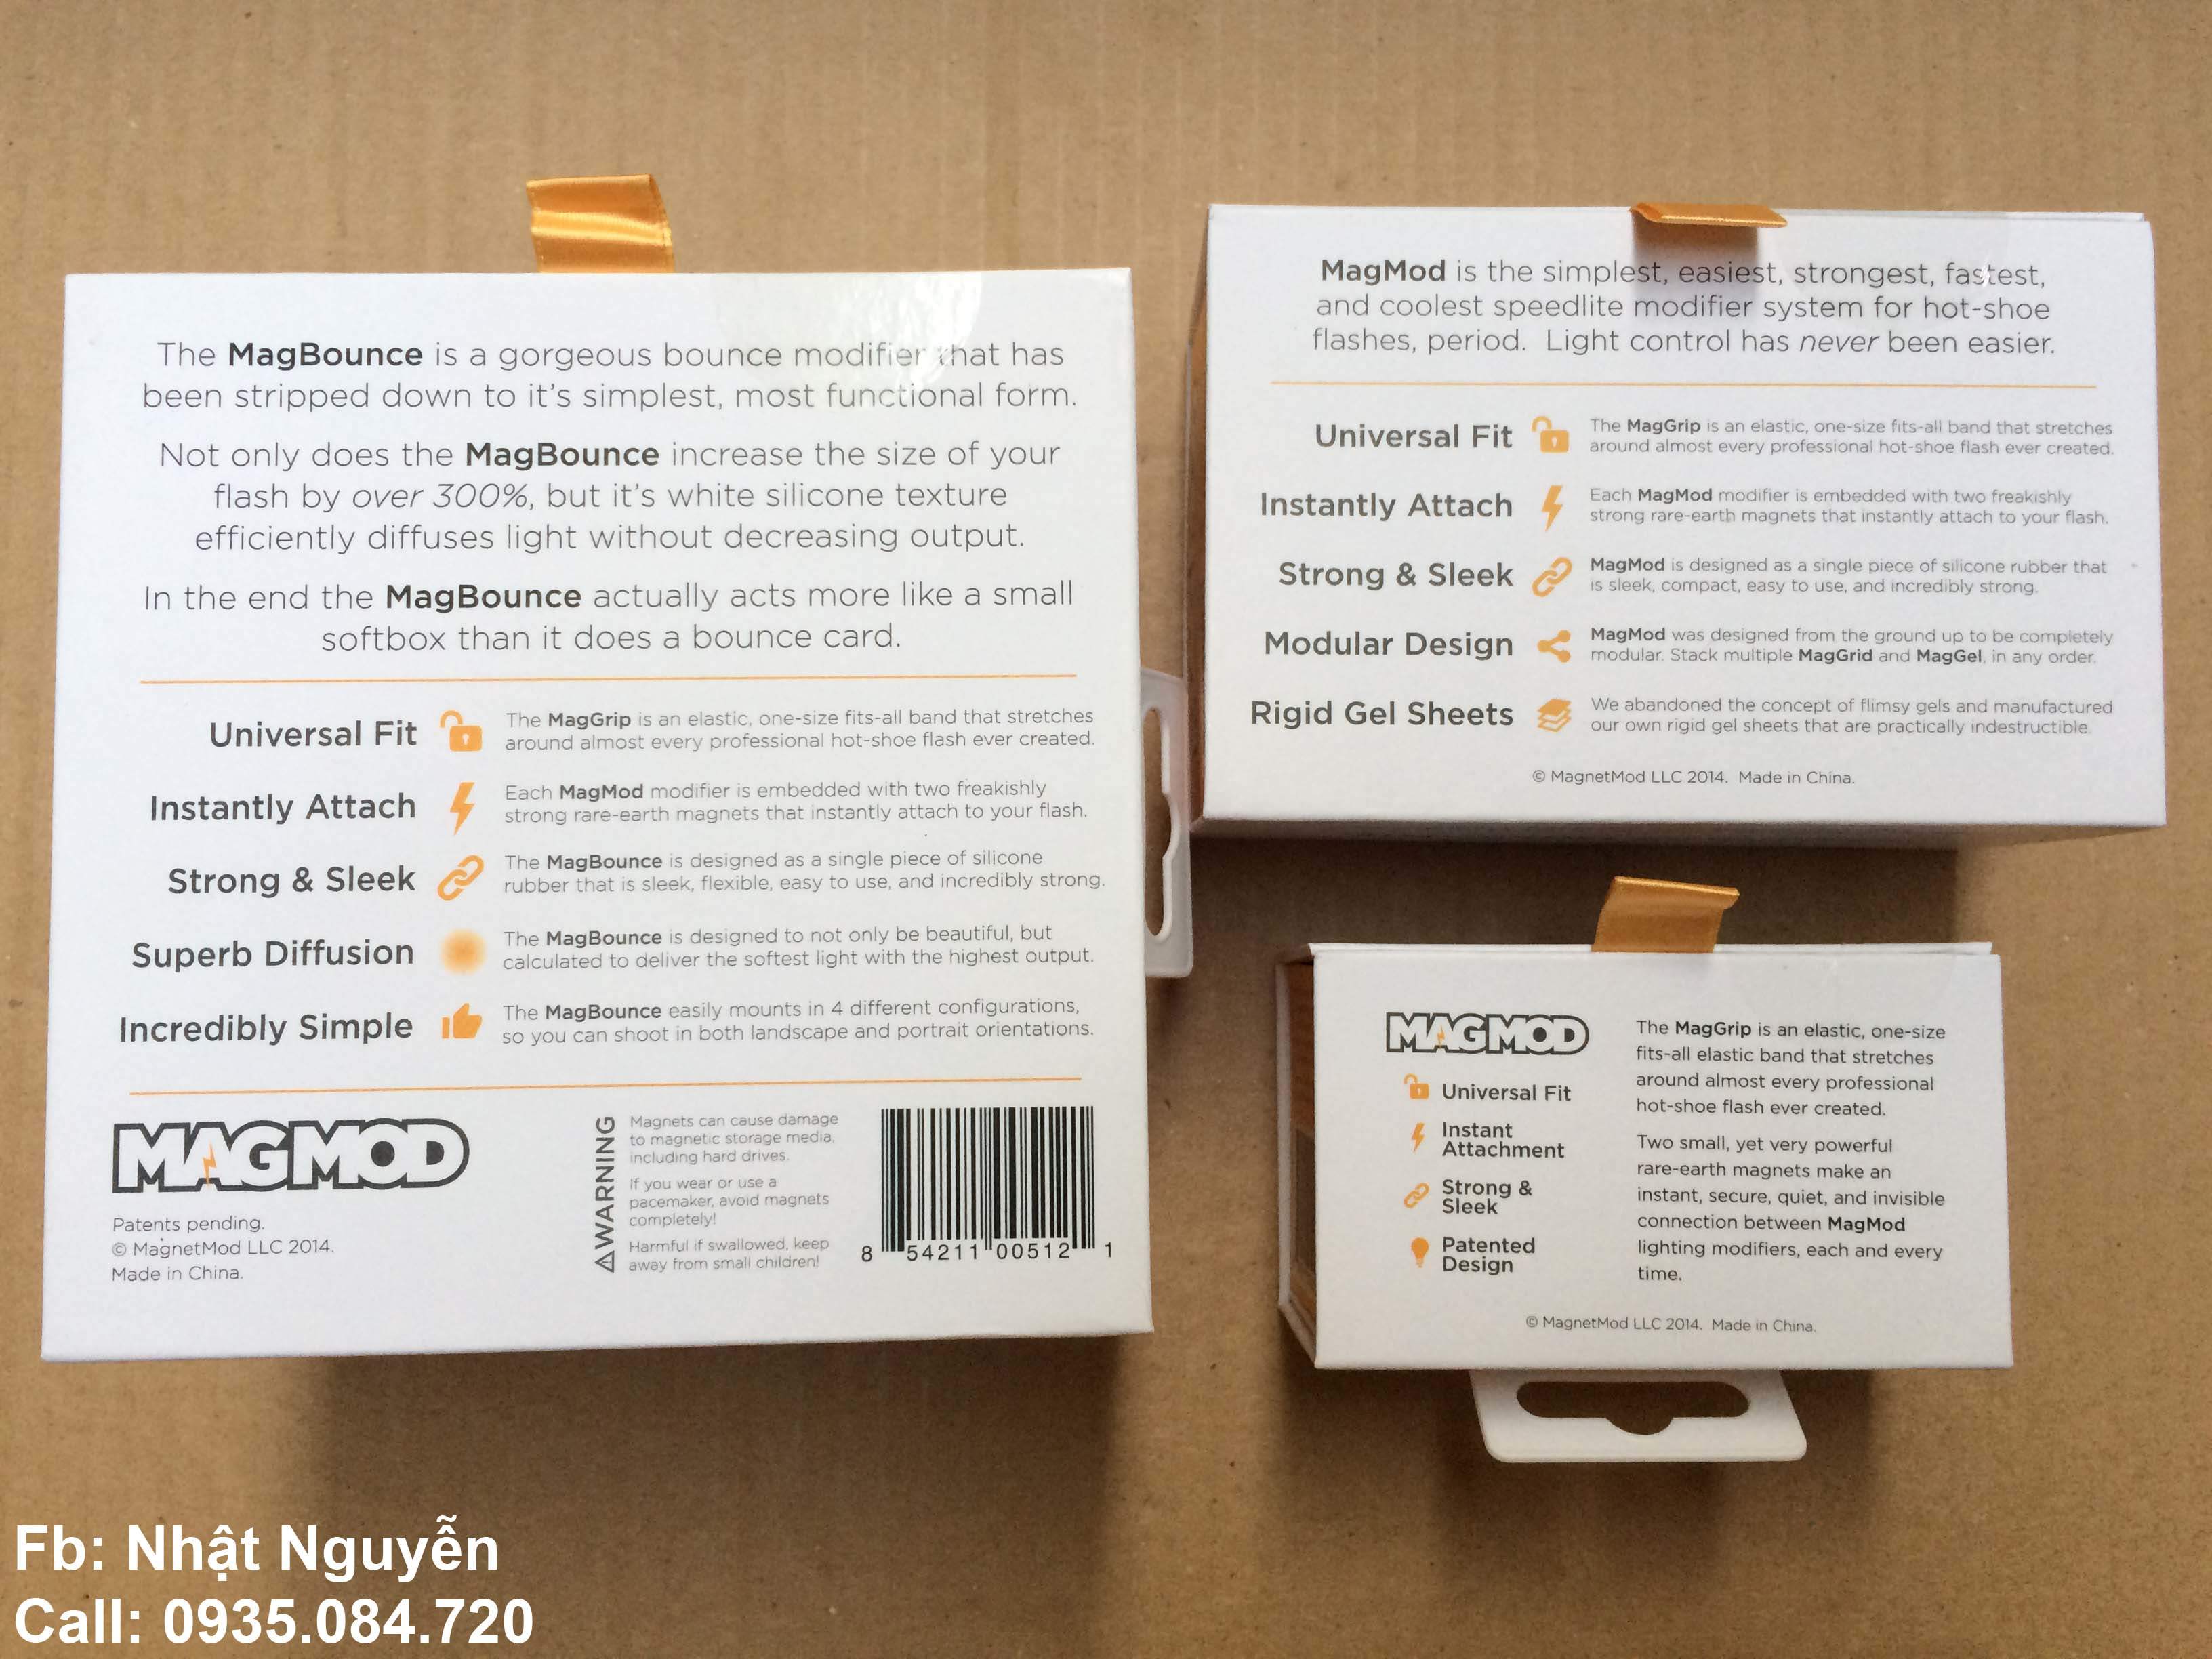 The MagBounce is a gorgeous bounce modifier that has
been stripped down to it's simplest, most functional form.
Not only does the MagBounce increase the size of your
flash by over 300%, but it's white silicone texture
efficiently diffuses light without decreasing output.
In the end the MagBounce actually acts more like a small
softbox than it does a bounce card.
Universal Fit
The MagGrip is an elastic, one-size fits-all band that stretches
around almost every professional hot-shoe flash ever created.
Instantly Attach
Each MagMod modifier is embedded with two freakishly
strong rare-earth magnets that instantly attach to your flash.
Strong & Sleek
The MagBounce is designed as a single piece of silicone
rubber that is sleek, flexible, easy to use, and incredibly strong.
Superb Diffusion
The MagBounce is designed to not only be beautiful, but
calculated to deliver the softest light with the highest output.
Incredibly Simple
The MagBounce easily mounts in 4 different configurations,
so you can shoot in both landscape and portrait orientations.
MAGMOD
Patents pending.
© MagnetMod LLC 2014.
Made in China.
WARNING
Magnets can cause damage
to magnetic storage media,
including hard drives.
If you wear or use a
pacemaker, avoid magnets
completely!
Harmful if swallowed, keep
away from small children!
8 54211 00512 1
MagMod is the simplest, easiest, strongest, fastest,
and coolest speedlite modifier system for hot-shoe
flashes, period. Light control has never been easier.
Universal Fit
The MagGrip is an elastic, one-size fits-all band that stretches
around almost every professional hot-shoe flash ever created.
Instantly Attach
Each MagMod modifier is embedded with two freakishly
strong rare-earth magnets that instantly attach to your flash.
Strong & Sleek
MagMod is designed as a single piece of silicone rubber that
is sleek, compact, easy to use, and incredibly strong.
Modular Design
MagMod was designed from the ground up to be completely
modular. Stack multiple MagGrid and MagGel, in any order.
Rigid Gel Sheets
We abandoned the concept of flimsy gels and manufactured
our own rigid gel sheets that are practically indestructible.
© MagnetMod LLC 2014. Made in China.
MAGMOD
Universal Fit
Instant
Attachment
Strong &
Sleek
Patented
Design
The MagGrip is an elastic, one-size
fits-all elastic band that stretches
around almost every professional
hot-shoe flash ever created.
Two small, yet very powerful
rare-earth magnets make an
instant, secure, quiet, and invisible
connection between MagMod
lighting modifiers, each and every
time.
© MagnetMod LLC 2014. Made in China.
Fb: Nhật Nguyễn
Call: 0935.084.720